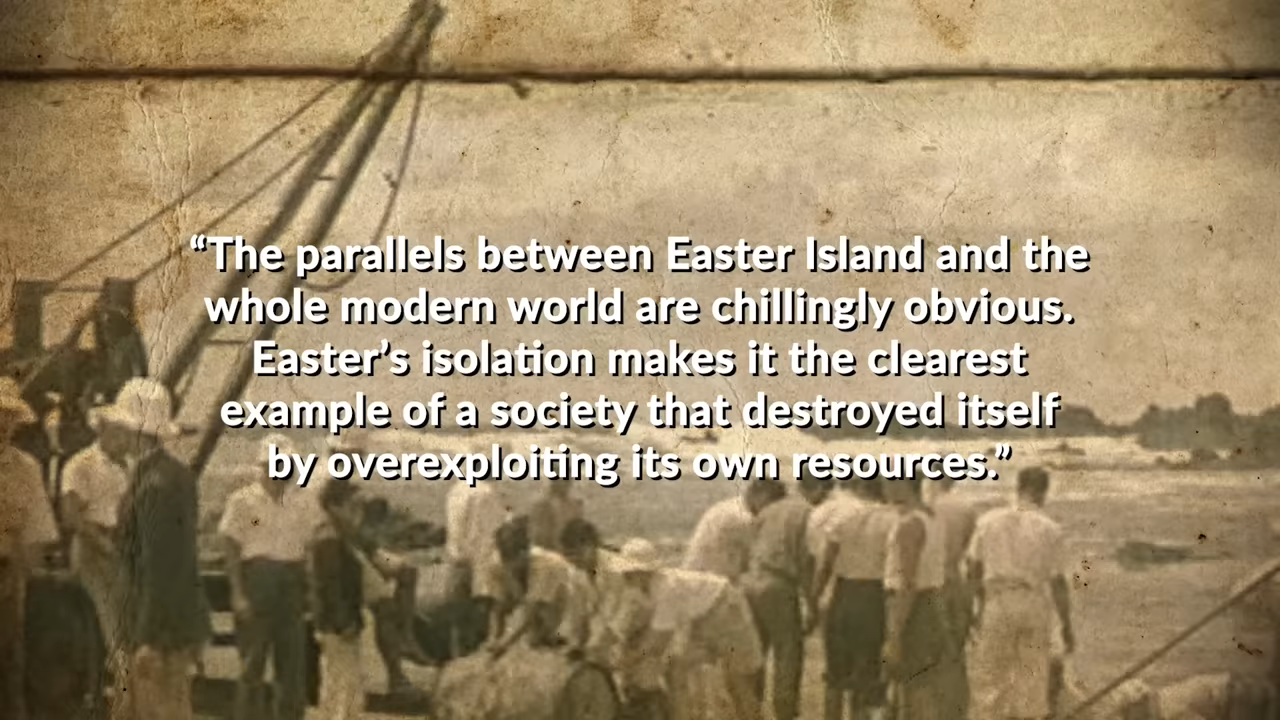 “The parallels between Easter Island and the
whole modern world are chillingly obvious.
Easter’s isolation makes it the clearest
example of a society that destroyed itself
by overexploiting its own resources.”